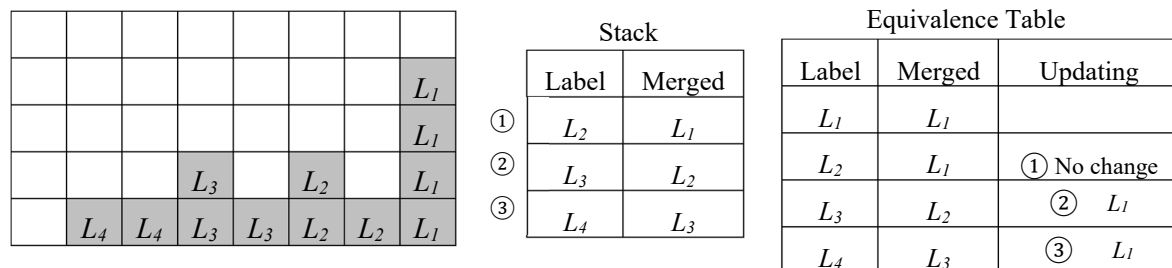 L1
L1
L3 L2 L1
L4 L4 L3 L3 L2 L2 L1
Stack
Label Merged
① L2 L1
② L3 L2
③ L4 L3
Equivalence Table
Label Merged Updating
L1 L1
L2 L1 ① No change
L3 L2 ② L1
L4 L3 ③ L1